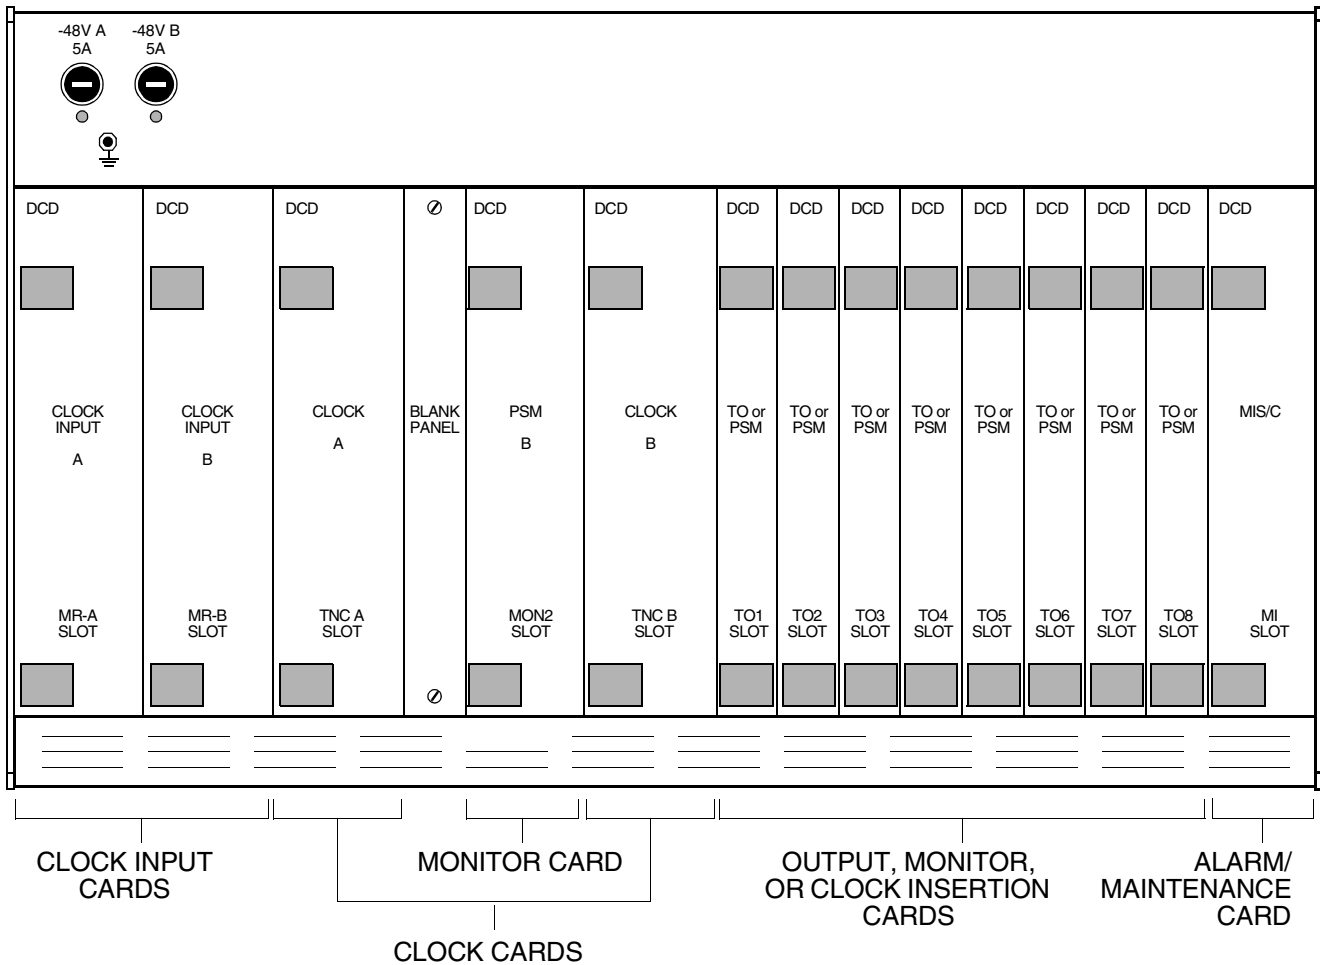 -48V A
5A
-48V B
5A
DCD
DCD
DCD
DCD
DCD
DCD
DCD
DCD
DCD
DCD
DCD
DCD
DCD
DCD
CLOCK
INPUT
A
CLOCK
INPUT
B
CLOCK
A
BLANK
PANEL
PSM
B
CLOCK
B
TO or
PSM
TO or
PSM
TO or
PSM
TO or
PSM
TO or
PSM
TO or
PSM
TO or
PSM
TO or
PSM
MIS/C
MR-A
SLOT
MR-B
SLOT
TNC A
SLOT
MON2
SLOT
TNC B
SLOT
TO1
SLOT
TO2
SLOT
TO3
SLOT
TO4
SLOT
TO5
SLOT
TO6
SLOT
TO7
SLOT
TO8
SLOT
MI
SLOT
CLOCK INPUT
CARDS
MONITOR CARD
OUTPUT, MONITOR,
OR CLOCK INSERTION
CARDS
ALARM/
MAINTENANCE
CARD
CLOCK CARDS